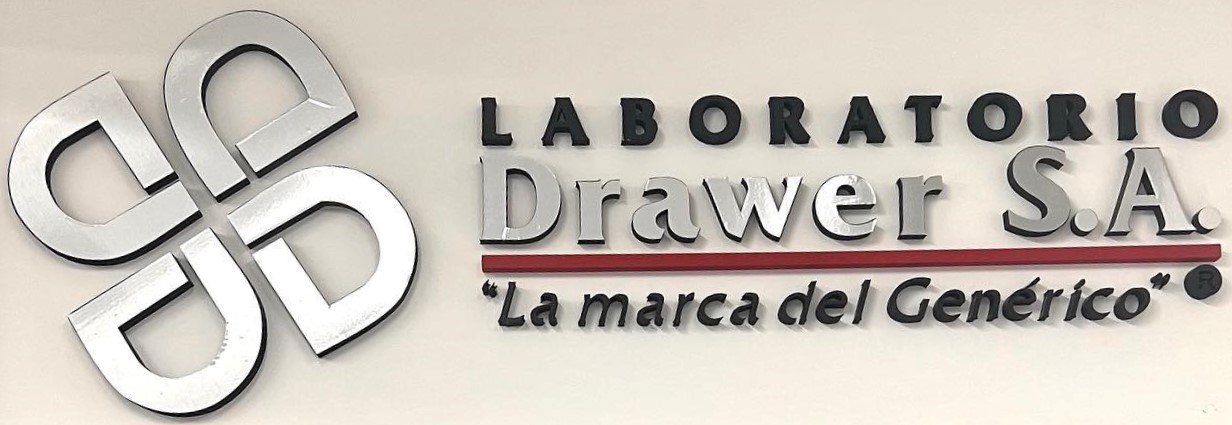 LABORATORIO
Drawer S.A.
“La marca del Genérico” ®